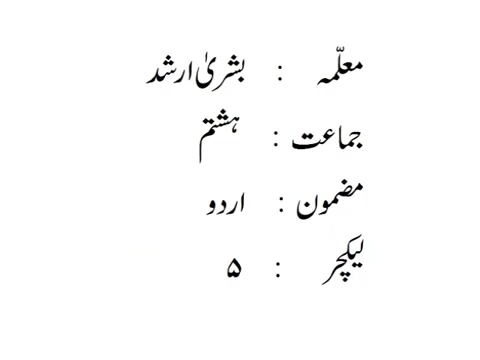 معلّمہ : بشریٰ ارشد
جماعت : ہشتم
مضمون : اردو
لیکچر : ۵